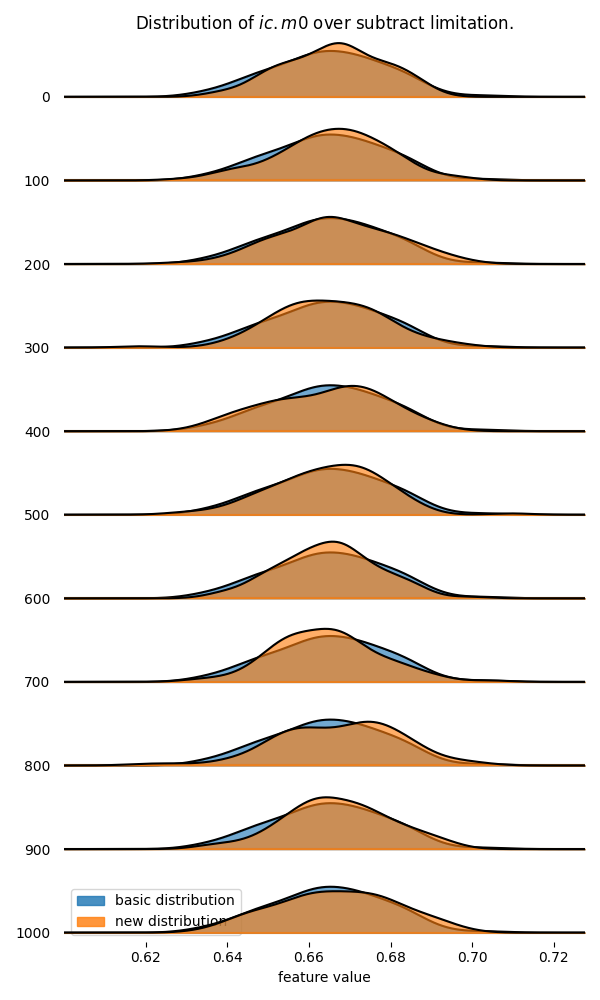 Distribution of ic.m0 over subtract limitation.
0
100
200
300
400
500
600
700
800
900
1000
basic distribution
new distribution
0.62 0.64 0.66 0.68 0.70 0.72
feature value